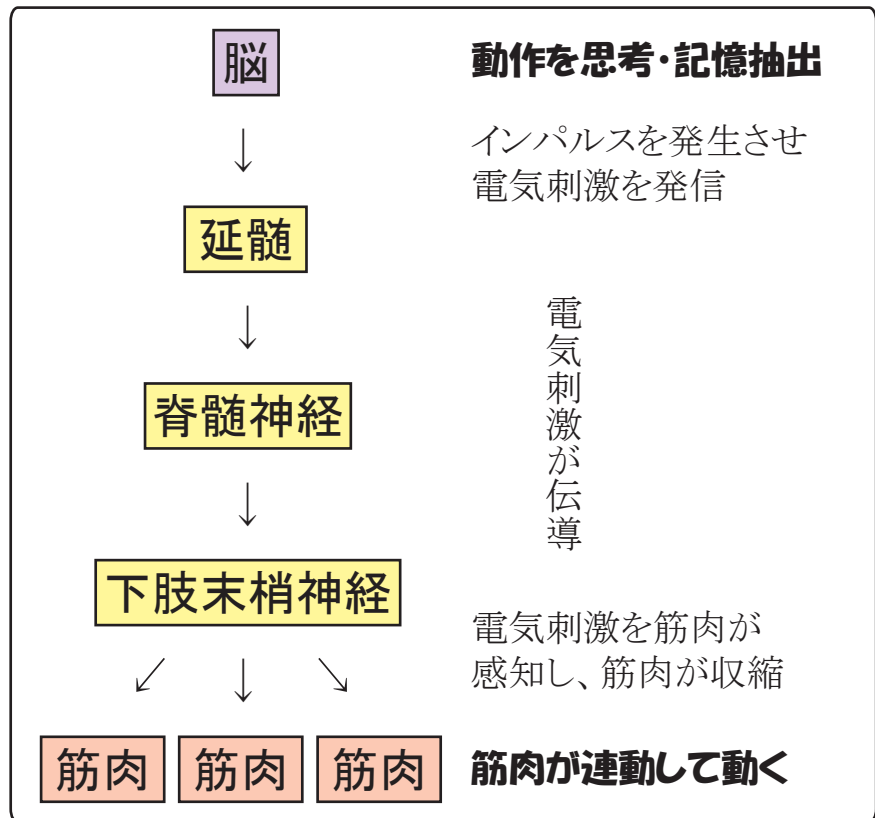 脳
動作を思考・記憶抽出
↓
インパルスを発生させ
電気刺激を発信
延髄
↓
電気刺激が伝導
脊髄神経
↓
下肢末梢神経
電気刺激を筋肉が
感知し、筋肉が収縮
↙ ↓ ↘
筋肉 筋肉 筋肉
筋肉が連動して動く